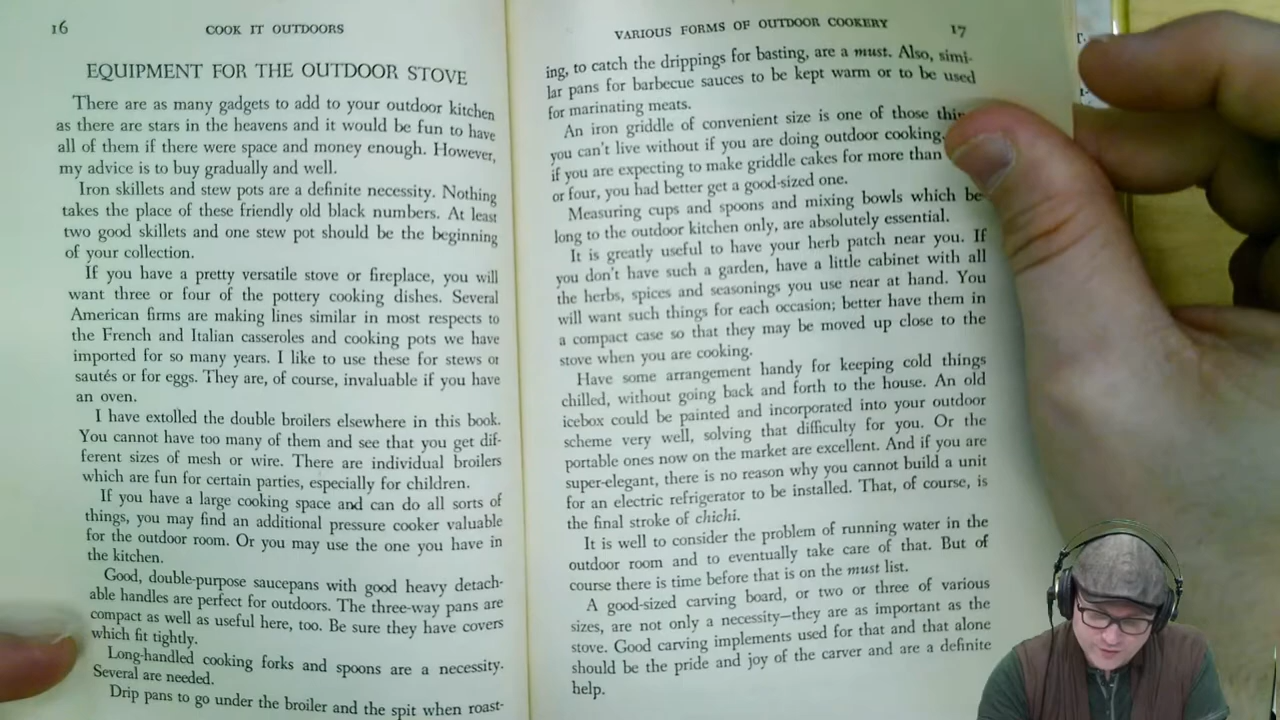 16
COOK IT OUTDOORS
EQUIPMENT FOR THE OUTDOOR STOVE
There are as many gadgets to add to your outdoor kitchen
as there are stars in the heavens and it would be fun to have
all of them if there were space and money enough. However,
my advice is to buy gradually and well.
Iron skillets and stew pots are a definite necessity. Nothing
takes the place of these friendly old black numbers. At least
two good skillets and one stew pot should be the beginning
of your collection.
If you have a pretty versatile stove or fireplace, you will
want three or four of the pottery cooking dishes. Several
American firms are making lines similar in most respects to
the French and Italian casseroles and cooking pots we have
imported for so many years. I like to use these for stews or
sautés or for eggs. They are, of course, invaluable if you have
an oven.
I have extolled the double broilers elsewhere in this book.
You cannot have too many of them and see that you get dif-
ferent sizes of mesh or wire. There are individual broilers
which are fun for certain parties, especially for children.
If you have a large cooking space and can do all sorts of
things, you may find an additional pressure cooker valuable
for the outdoor room. Or you may use the one you have in
the kitchen.
Good, double-purpose saucepans with good heavy detach-
able handles are perfect for outdoors. The three-way pans are
compact as well as useful here, too. Be sure they have covers
which fit tightly.
Long-handled cooking forks and spoons are a necessity.
Several are needed.
Drip pans to go under the broiler and the spit when roast-
VARIOUS FORMS OF OUTDOOR COOKERY
17
ing, to catch the drippings for basting, are a must. Also, simi-
lar pans for barbecue sauces to be kept warm or to be used
for marinating meats.
An iron griddle of convenient size is one of those
you can't live without if you are doing outdoor cooking.
if you are expecting to make griddle cakes for more than
or four, you had better get a good-sized one.
Measuring cups and spoons and mixing bowls which be-
long to the outdoor kitchen only, are absolutely essential.
It is greatly useful to have your herb patch near you. If
you don't have such a garden, have a little cabinet with all
the herbs, spices and seasonings you use near at hand. You
will want such things for each occasion; better have them in
a compact case so that they may be moved up close to the
stove when you are cooking.
Have some arrangement handy for keeping cold things
chilled, without going back and forth to the house. An old
icebox could be painted and incorporated into your outdoor
scheme very well, solving that difficulty for you. Or the
portable ones now on the market are excellent. And if you are
super-elegant, there is no reason why you cannot build a unit
for an electric refrigerator to be installed. That, of course, is
the final stroke of chichi.
It is well to consider the problem of running water in the
outdoor room and to eventually take care of that. But of
course there is time before that is on the must list.
A good-sized carving board, or two or three of various
sizes, are not only a necessity—they are as important as the
stove. Good carving implements used for that and that alone
should be the pride and joy of the carver and are a definite
help.